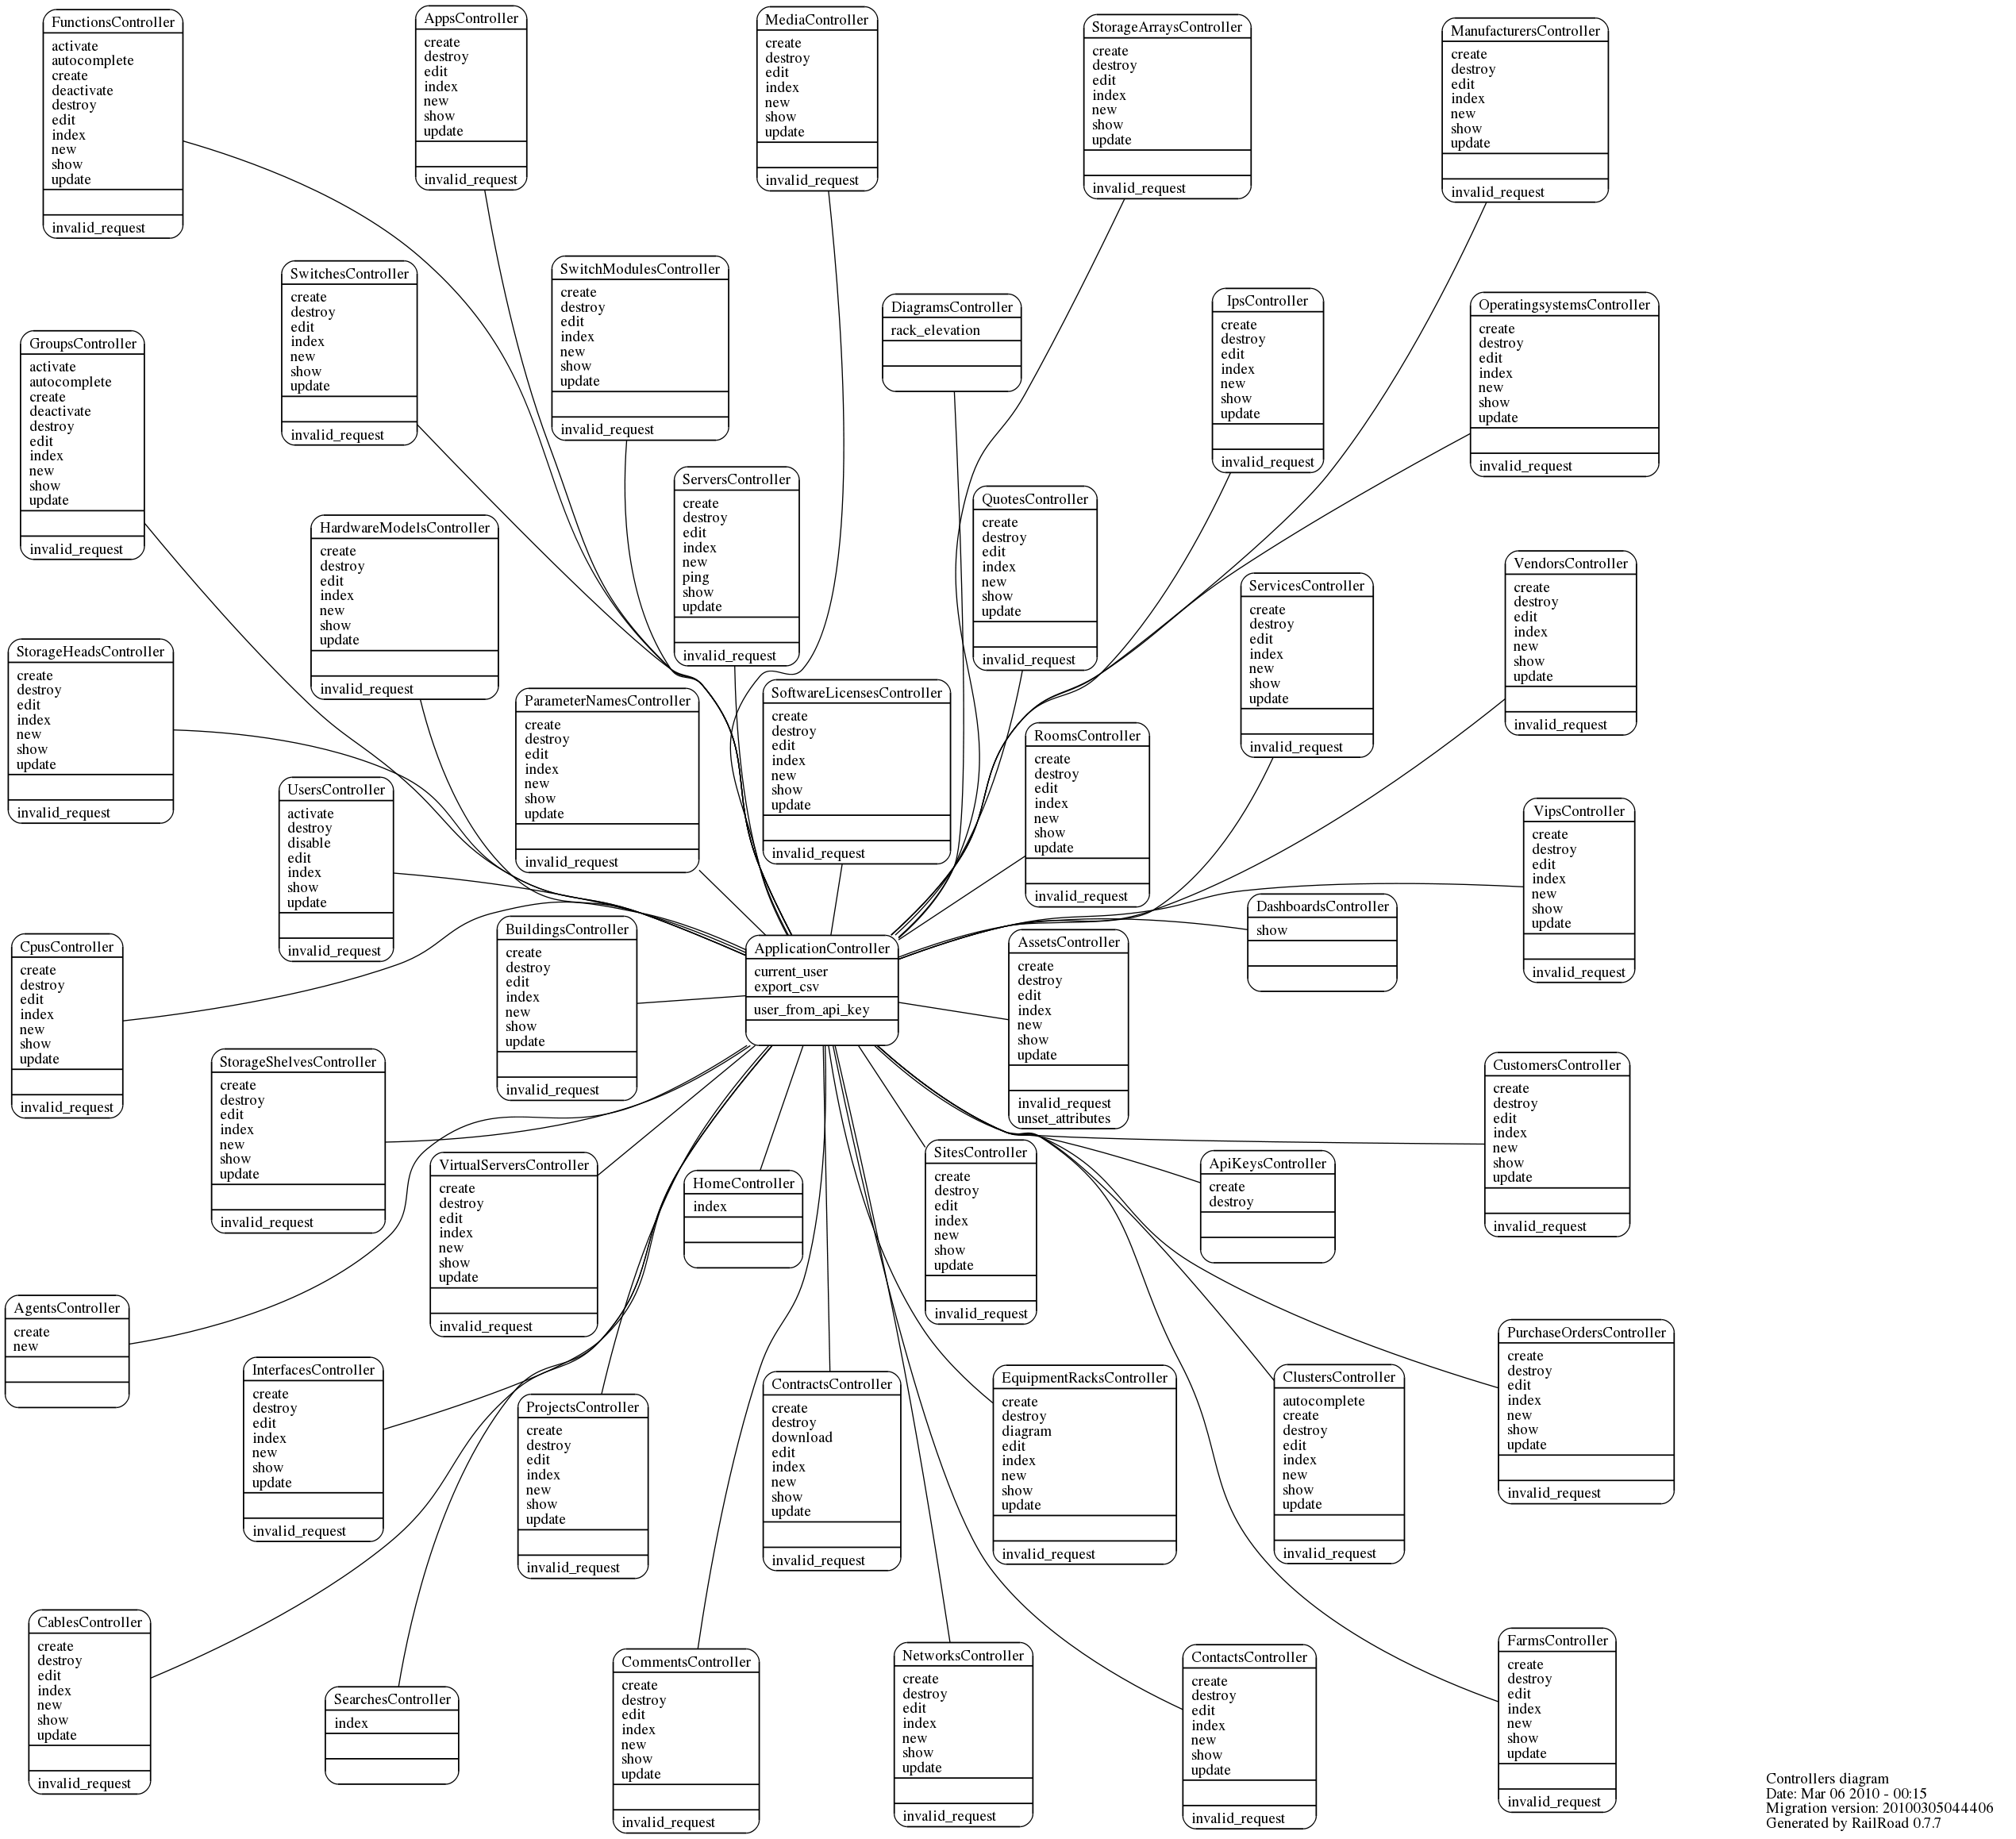 FunctionsController
activate
autocomplete
create
deactivate
destroy
edit
index
new
show
update
invalid_request
AppsController
create
destroy
edit
index
new
show
update
invalid_request
MediaController
create
destroy
edit
index
new
show
update
invalid_request
StorageArraysController
create
destroy
edit
index
new
show
update
invalid_request
ManufacturersController
create
destroy
edit
index
new
show
update
invalid_request
SwitchesController
create
destroy
edit
index
new
show
update
invalid_request
SwitchModulesController
create
destroy
edit
index
new
show
update
invalid_request
DiagramsController
rack_elevation
IpsController
create
destroy
edit
index
new
show
update
invalid_request
OperatingsystemsController
create
destroy
edit
index
new
show
update
invalid_request
GroupsController
activate
autocomplete
create
deactivate
destroy
edit
index
new
show
update
invalid_request
HardwareModelsController
create
destroy
edit
index
new
show
update
invalid_request
ServersController
create
destroy
edit
index
new
ping
show
update
invalid_request
QuotesController
create
destroy
edit
index
new
show
update
invalid_request
ServicesController
create
destroy
edit
index
new
show
update
invalid_request
VendorsController
create
destroy
edit
index
new
show
update
invalid_request
StorageHeadsController
create
destroy
edit
index
new
show
update
invalid_request
ParameterNamesController
create
destroy
edit
index
new
show
update
invalid_request
SoftwareLicensesController
create
destroy
edit
index
new
show
update
invalid_request
RoomsController
create
destroy
edit
index
new
show
update
invalid_request
UsersController
activate
destroy
disable
edit
index
show
update
invalid_request
VipsController
create
destroy
edit
index
new
show
update
invalid_request
DashboardsController
show
CpusController
create
destroy
edit
index
new
show
update
invalid_request
BuildingsController
create
destroy
edit
index
new
show
update
invalid_request
ApplicationController
current_user
export_csv
user_from_api_key
AssetsController
create
destroy
edit
index
new
show
update
invalid_request
unset_attributes
StorageShelvesController
create
destroy
edit
index
new
show
update
invalid_request
CustomersController
create
destroy
edit
index
new
show
update
invalid_request
VirtualServersController
create
destroy
edit
index
new
show
update
invalid_request
HomeController
index
SitesController
create
destroy
edit
index
new
show
update
invalid_request
ApiKeysController
create
destroy
AgentsController
create
new
InterfacesController
create
destroy
edit
index
new
show
update
invalid_request
ProjectsController
create
destroy
edit
index
new
show
update
invalid_request
ContractsController
create
destroy
download
edit
index
new
show
update
invalid_request
EquipmentRacksController
create
destroy
diagram
edit
index
new
show
update
invalid_request
ClustersController
autocomplete
create
destroy
edit
index
new
show
update
invalid_request
PurchaseOrdersController
create
destroy
edit
index
new
show
update
invalid_request
CablesController
create
destroy
edit
index
new
show
update
invalid_request
SearchesController
index
CommentsController
create
destroy
edit
index
new
show
update
invalid_request
NetworksController
create
destroy
edit
index
new
show
update
invalid_request
ContactsController
create
destroy
edit
index
new
show
update
invalid_request
FarmsController
create
destroy
edit
index
new
show
update
invalid_request
Controllers diagram
Date: Mar 06 2010 - 00:15
Migration version: 20100305044406
Generated by RailRoad 0.7.7